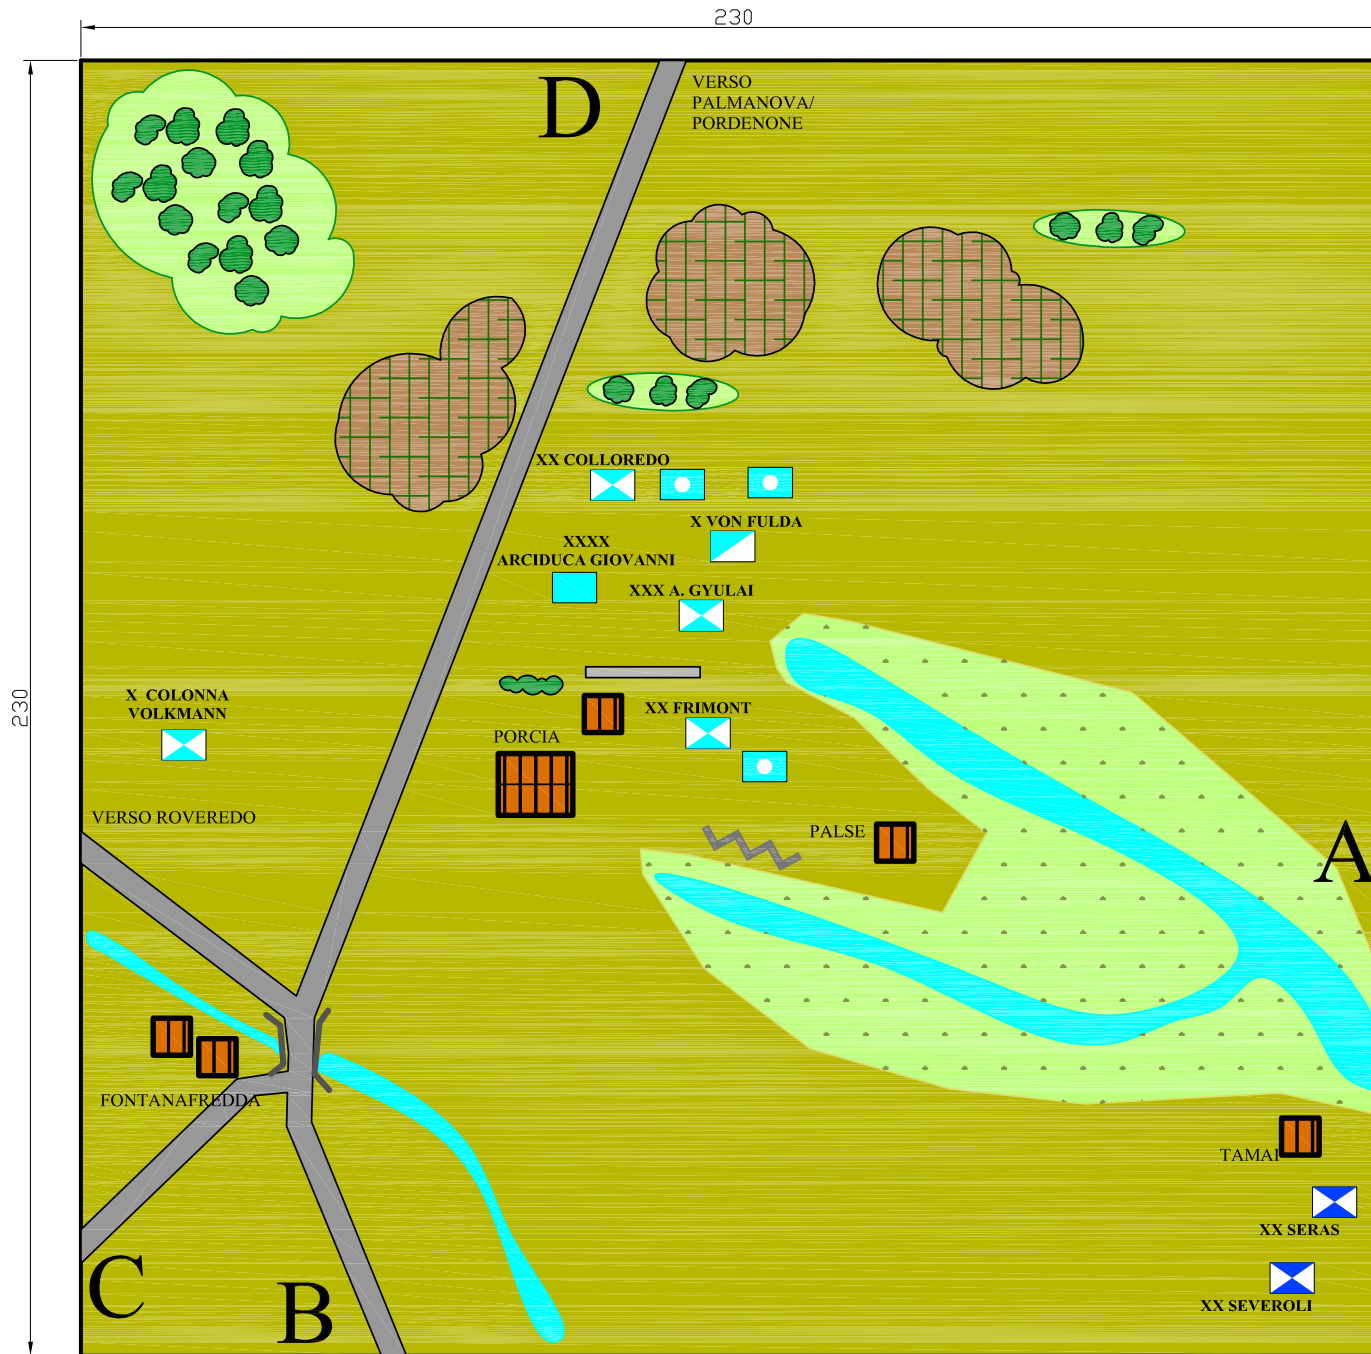 230
D
VERSO
PALMANOVA/
PORDENONE
XX COLLOREDO
X VON FULDA
XXXX
ARCIDUCA GIOVANNI
XXX A. GYULAI
230
X COLONNA
VOLKMANN
XX FRIMONT
PORCIA
VERSO ROVEREDO
PALSE
A
FONTANAFREDDA
TAMAI
XX SERAS
C
B
XX SEVEROLI